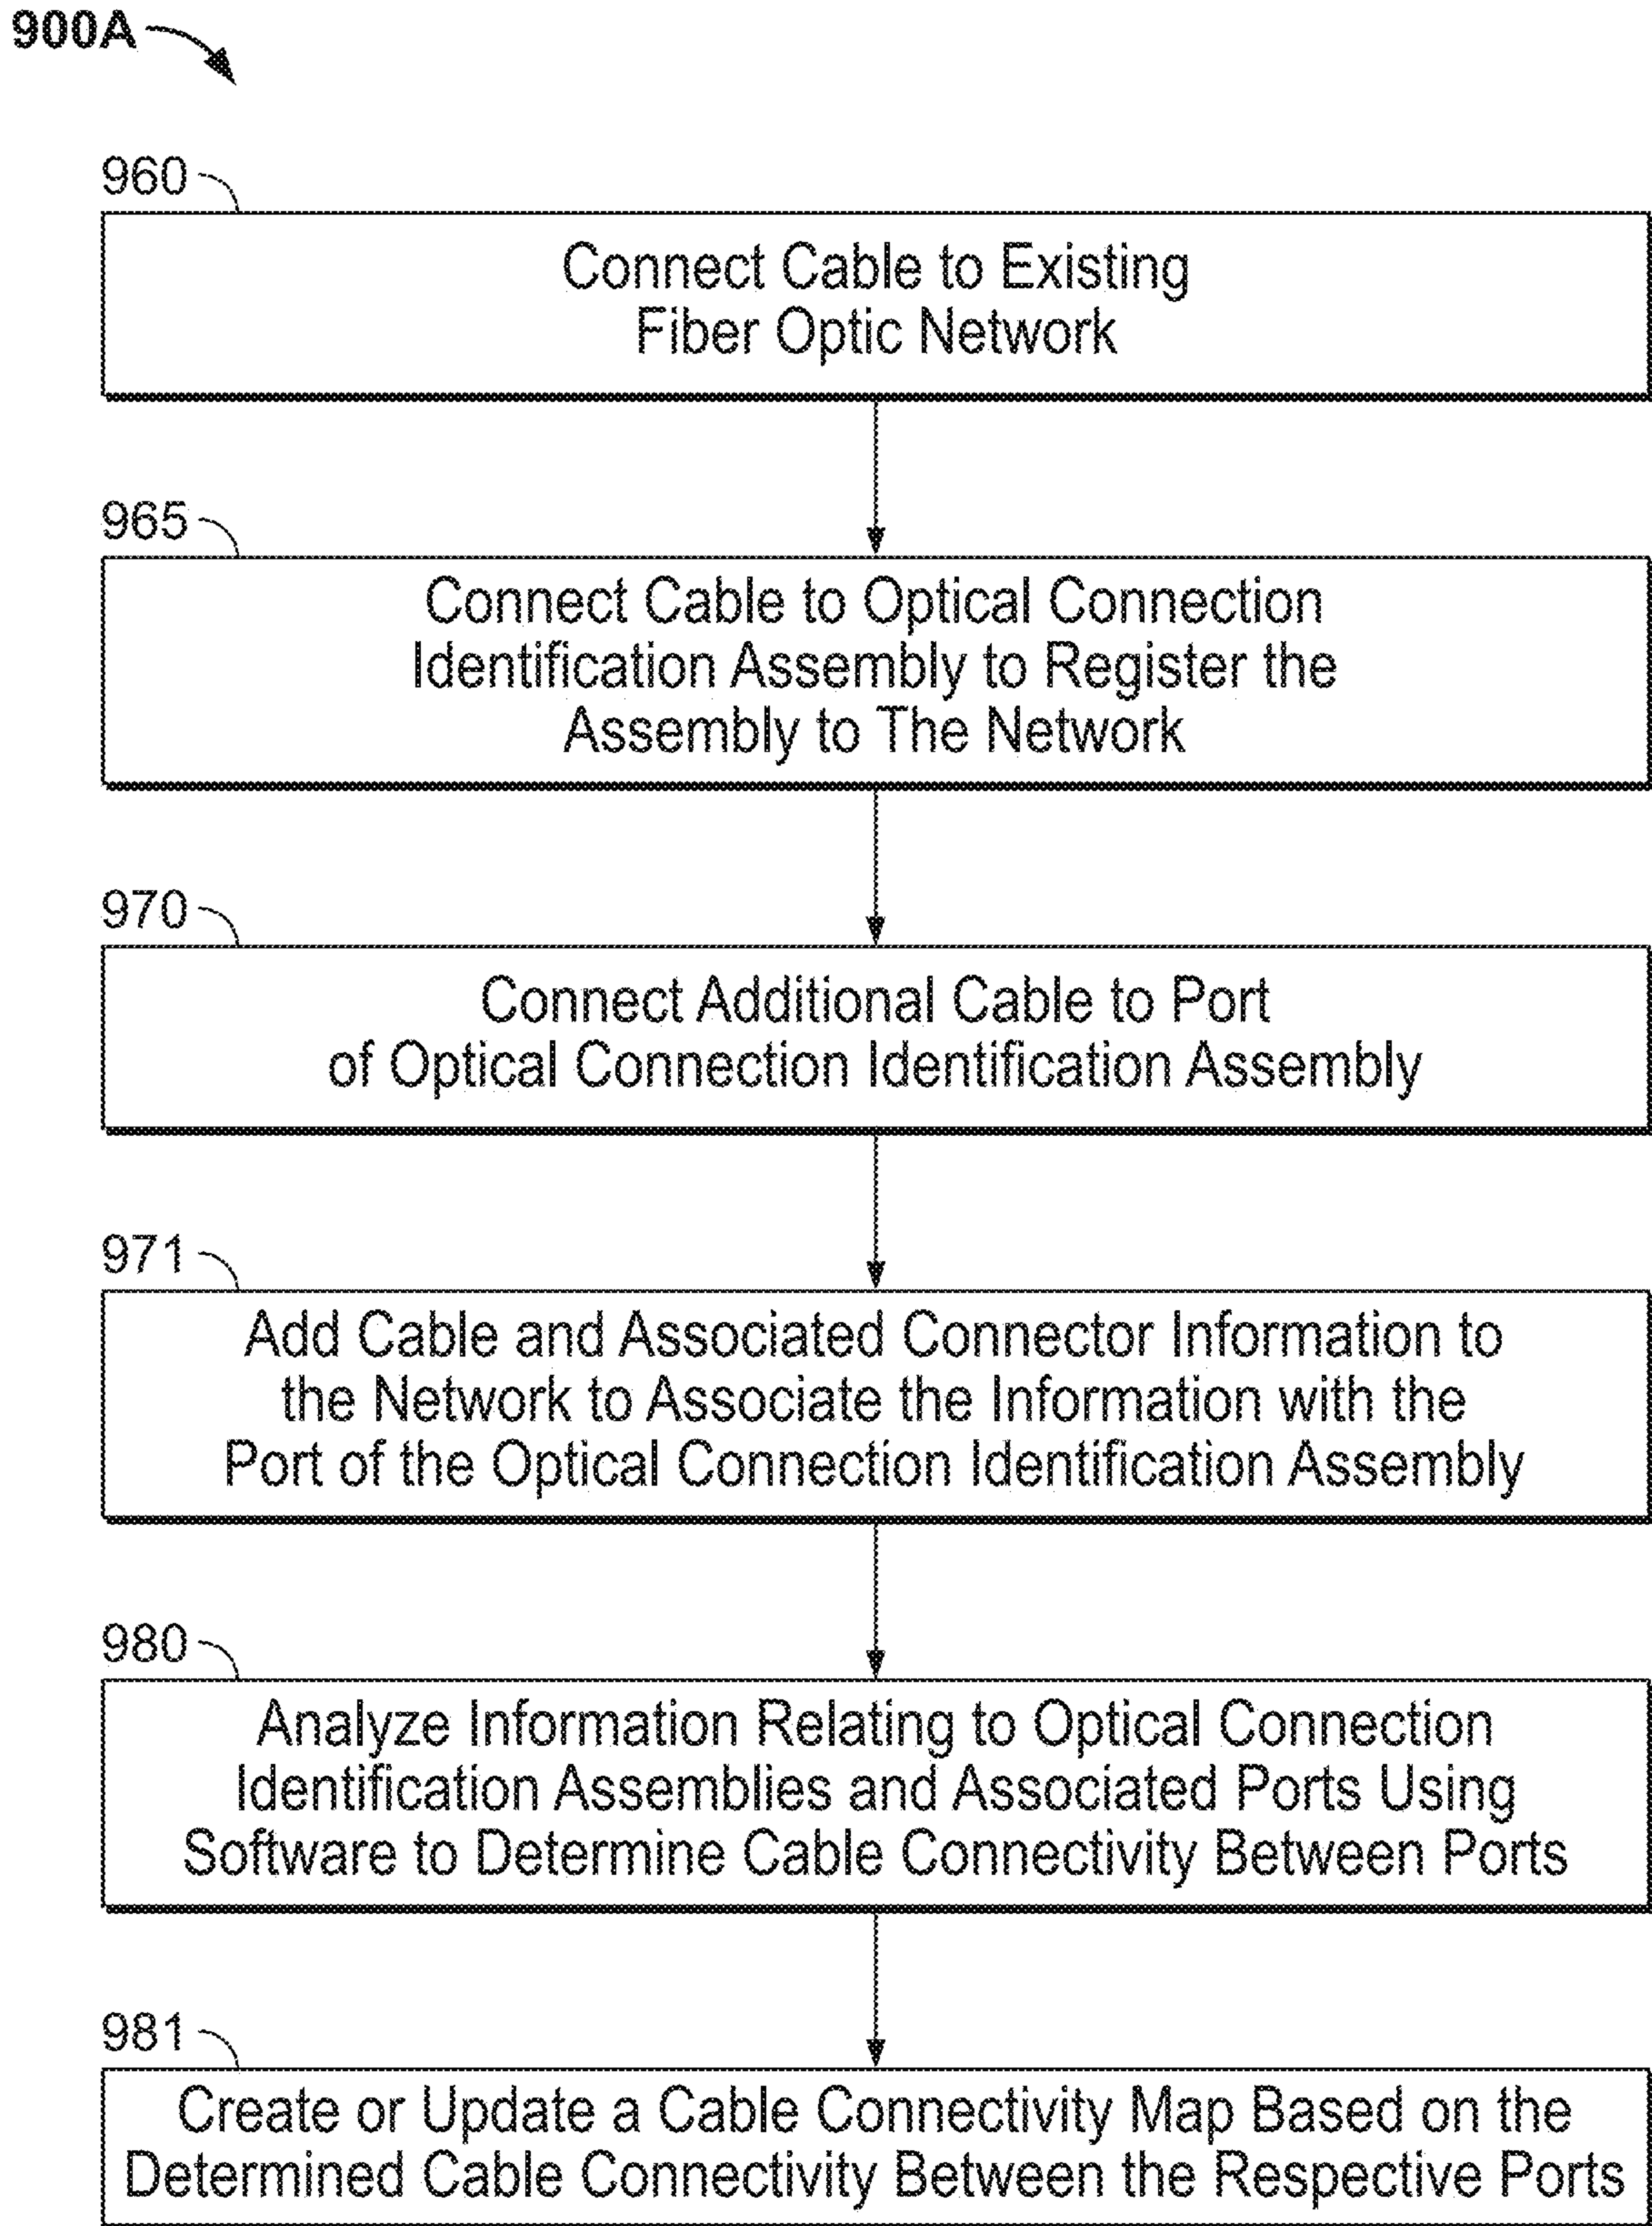 900A
960
Connect Cable to Existing
Fiber Optic Network
965
Connect Cable to Optical Connection
Identification Assembly to Register the
Assembly to The Network
970
Connect Additional Cable to Port
of Optical Connection Identification Assembly
971
Add Cable and Associated Connector Information to
the Network to Associate the Information with the
Port of the Optical Connection Identification Assembly
980
Analyze Information Relating to Optical Connection
Identification Assemblies and Associated Ports Using
Software to Determine Cable Connectivity Between Ports
981
Create or Update a Cable Connectivity Map Based on the
Determined Cable Connectivity Between the Respective Ports